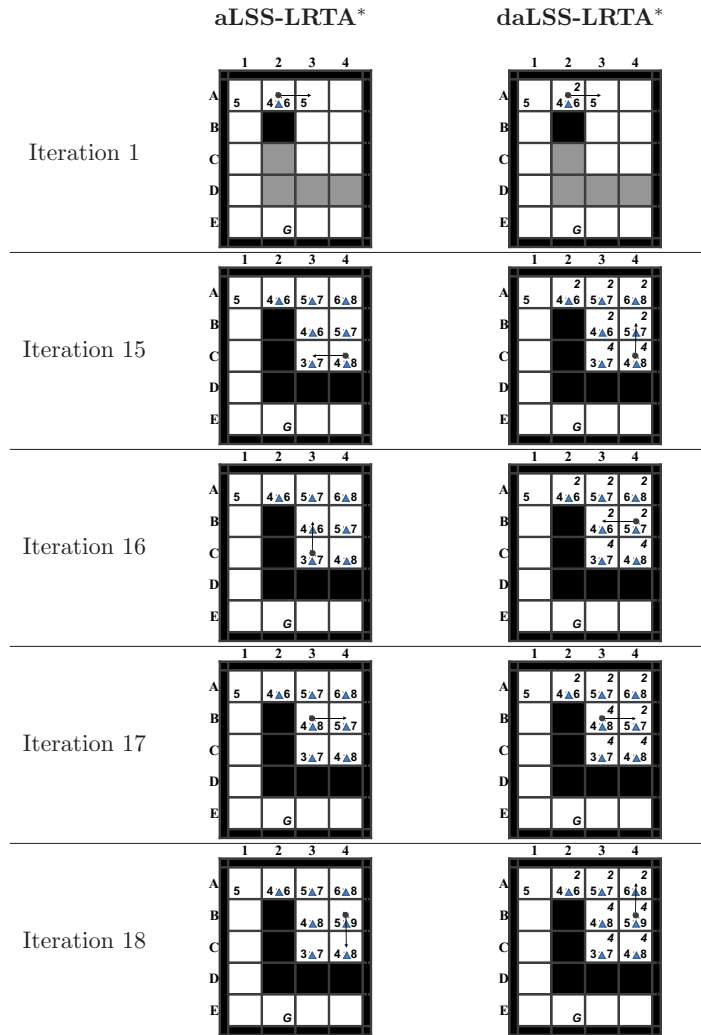 aLSS-LRTA* daLSS-LRTA*
1 2 3 4 1 2 3 4
A 2
5 4 6 5 A 4 6 5
B B
Iteration 1 C C
D D
E G E G
1 2 3 4 1 2 3 4
A 2 2 2
5 4 6 5 7 6 8 A 5 4 6 5 7 6 8
B 2 2
4 6 5 7 B 4 6 5 7
Iteration 15 C 4 4
3 7 4 8 C 3 7 4 8
D D
E G E G
1 2 3 4 1 2 3 4
A 2 2 2
5 4 6 5 7 6 8 A 5 4 6 5 7 6 8
B 2 2
4 6 5 7 B 4 6 5 7
Iteration 16 C 4 4
3 7 4 8 C 3 7 4 8
D D
E G E G
1 2 3 4 1 2 3 4
A 2 2 2
5 4 6 5 7 6 8 A 5 4 6 5 7 6 8
B 4 2
4 8 5 7 B 4 8 5 7
Iteration 17 C 4 4
3 7 4 8 C 3 7 4 8
D D
E G E G
1 2 3 4 1 2 3 4
A 2 2 2
5 4 6 5 7 6 8 A 5 4 6 5 7 6 8
B 4 4
4 8 5 9 B 4 8 5 9
Iteration 18 C 4 4
3 7 4 8 C 3 7 4 8
D D
E G E G